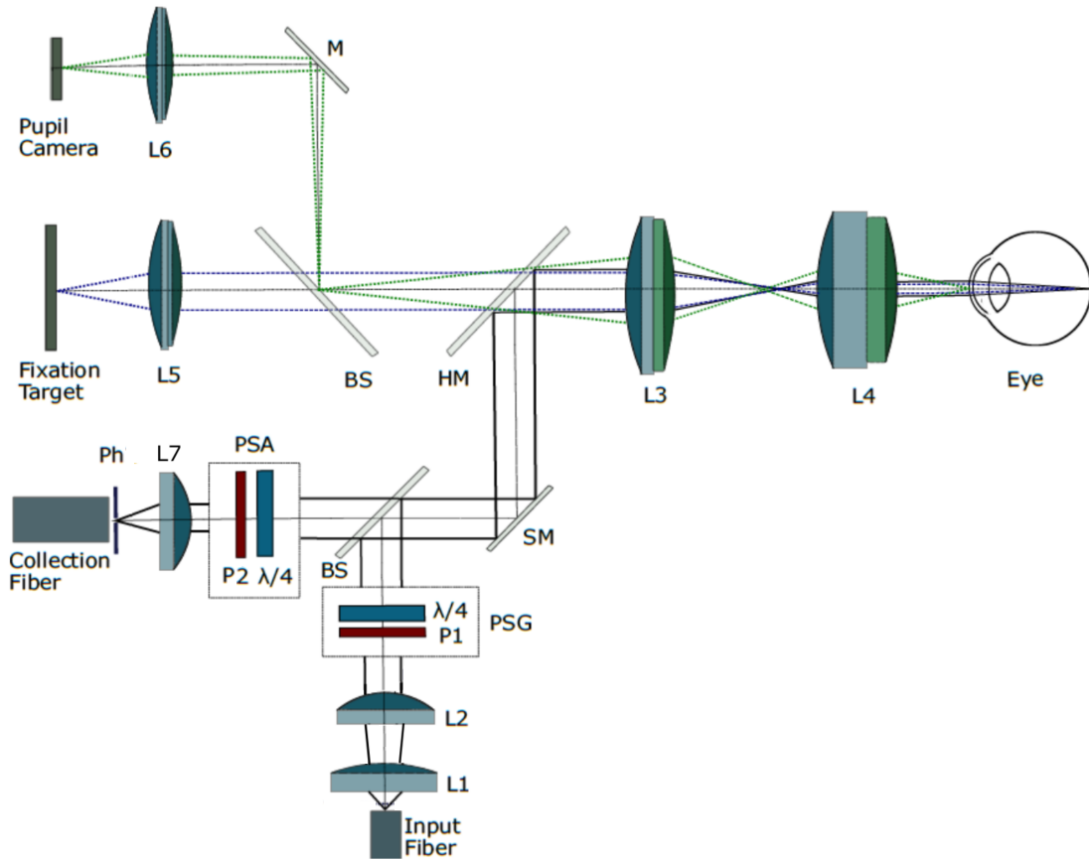 M
Pupil
Camera
L6
Fixation
Target
L5
BS
HM
L3
L4
Eye
Ph
L7
PSA
Collection
Fiber
P2
λ/4
BS
SM
λ/4
P1
PSG
L2
L1
Input
Fiber